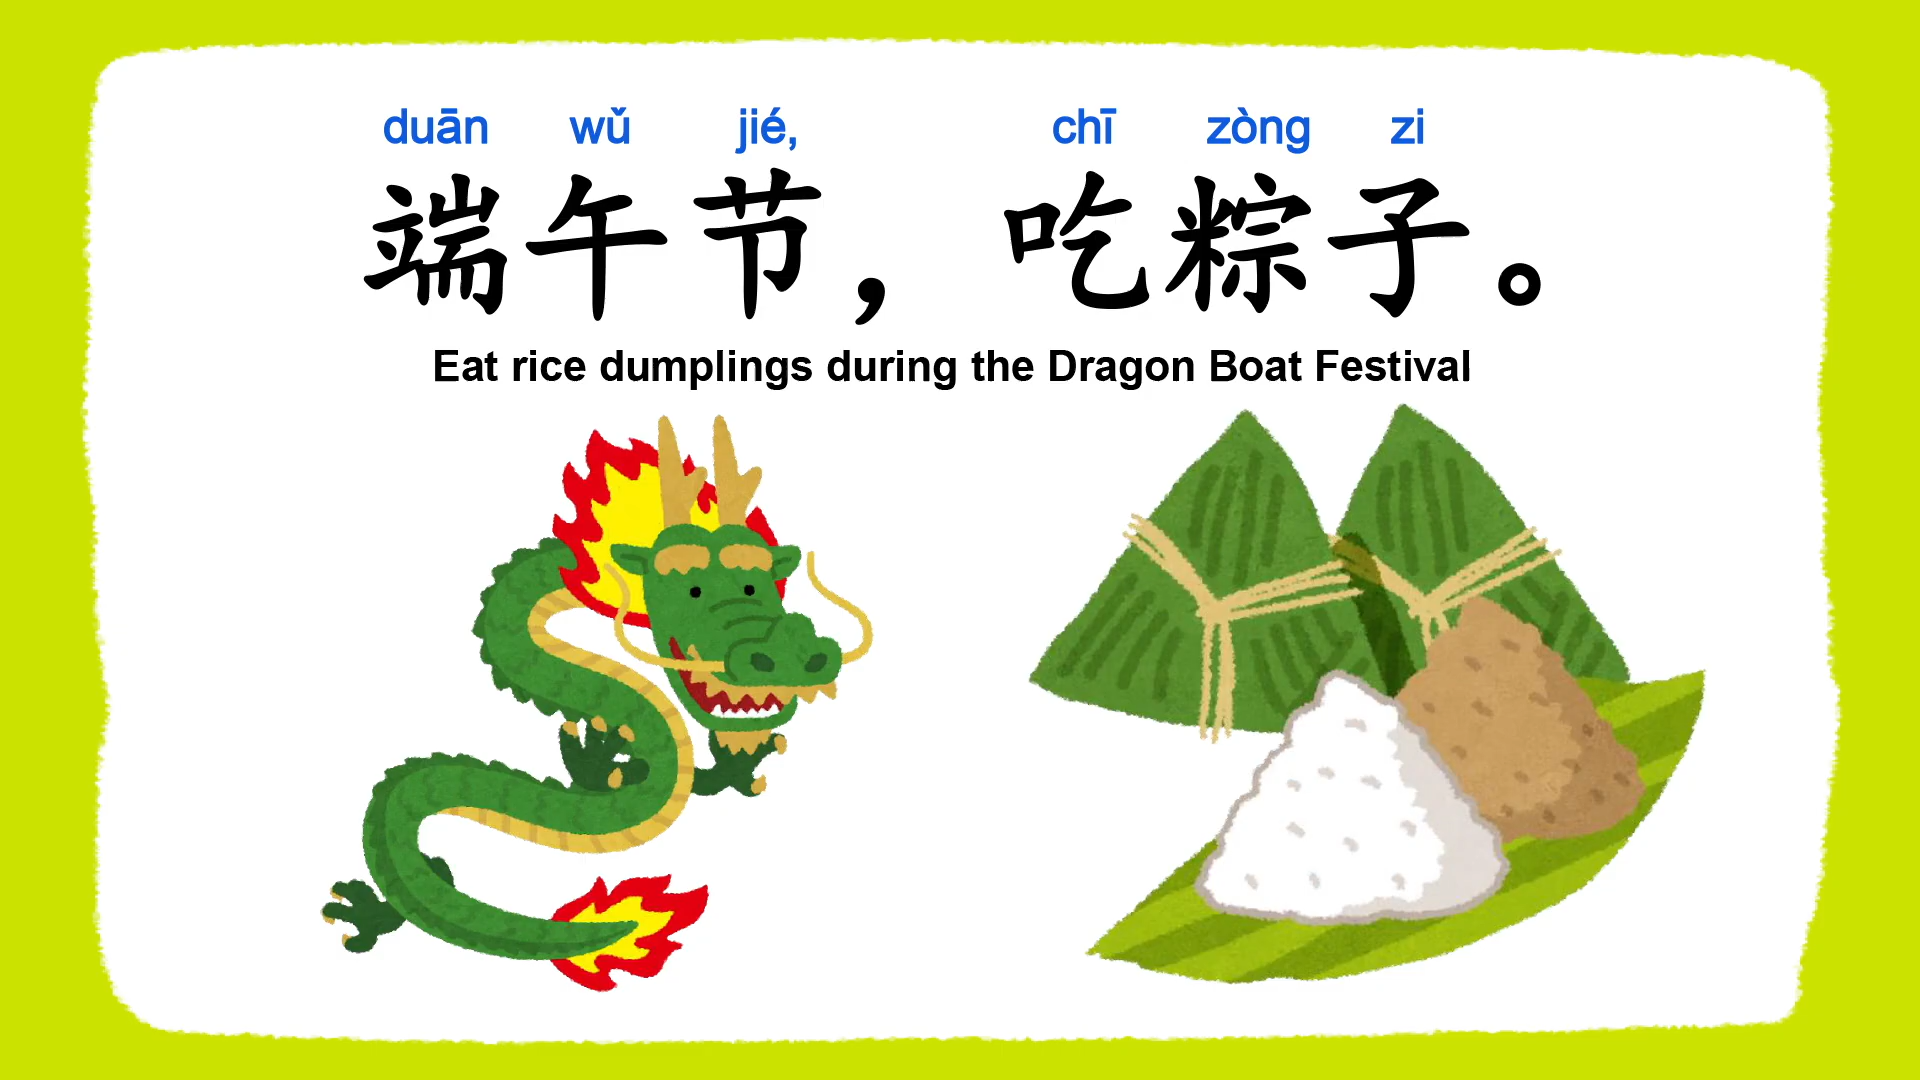 duān wǔ jié, chī zòng zi
端午节，吃粽子。
Eat rice dumplings during the Dragon Boat Festival